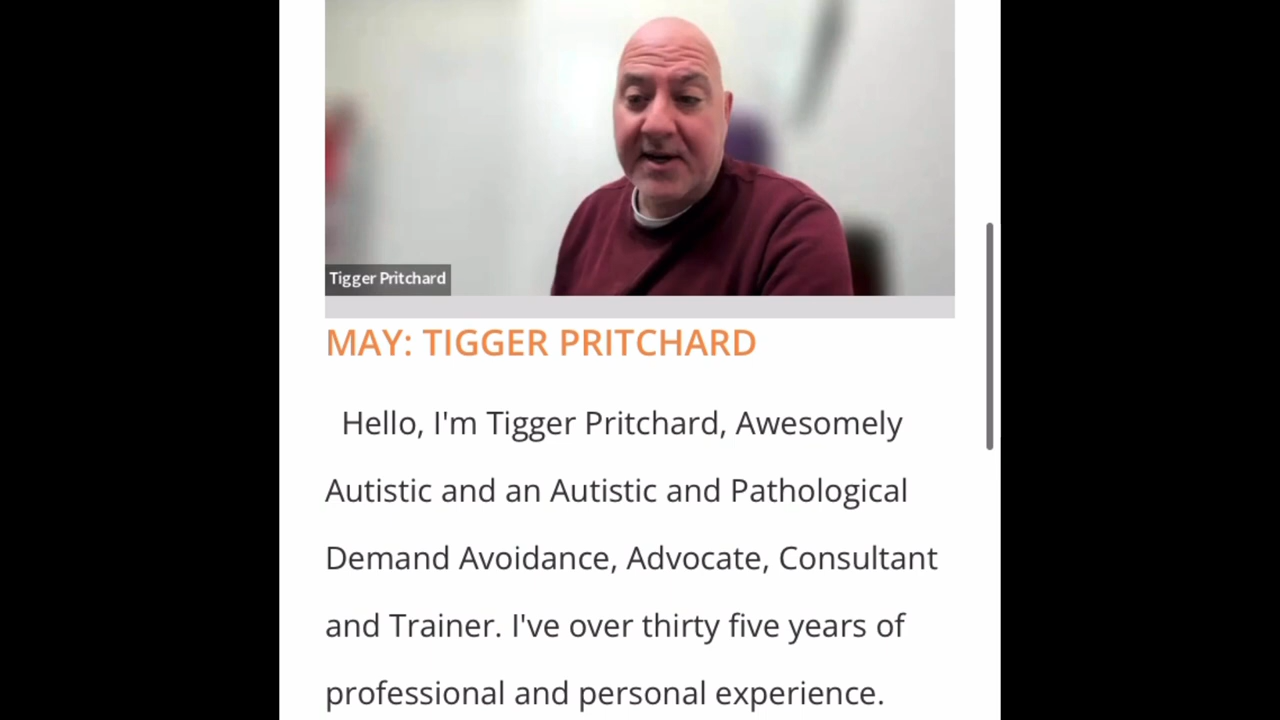 Tigger Pritchard
MAY: TIGGER PRITCHARD
Hello, I'm Tigger Pritchard, Awesomely
Autistic and an Autistic and Pathological
Demand Avoidance, Advocate, Consultant
and Trainer. I've over thirty five years of
professional and personal experience.